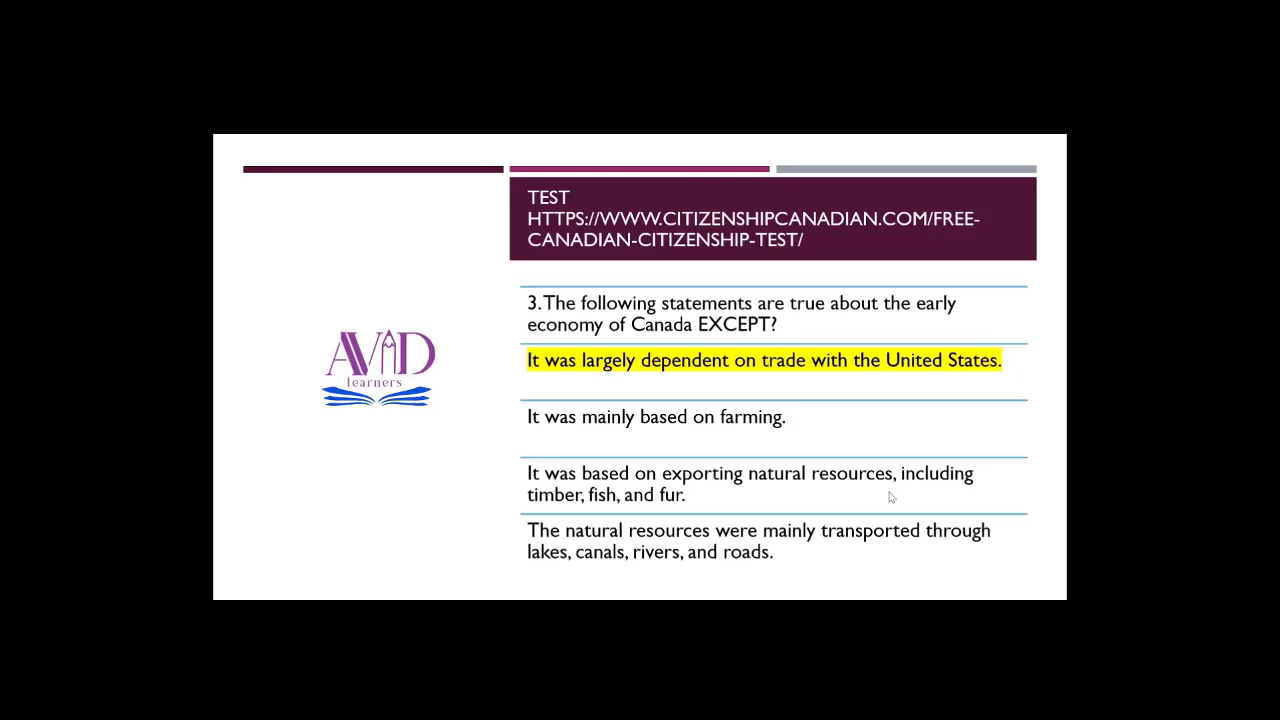 TEST
HTTPS://WWW.CITIZENSHIPCANADIAN.COM/FREE-
CANADIAN-CITIZENSHIP-TEST/
3. The following statements are true about the early
economy of Canada EXCEPT?
It was largely dependent on trade with the United States.
It was mainly based on farming.
It was based on exporting natural resources, including
timber, fish, and fur.
The natural resources were mainly transported through
lakes, canals, rivers, and roads.
AViD
learners